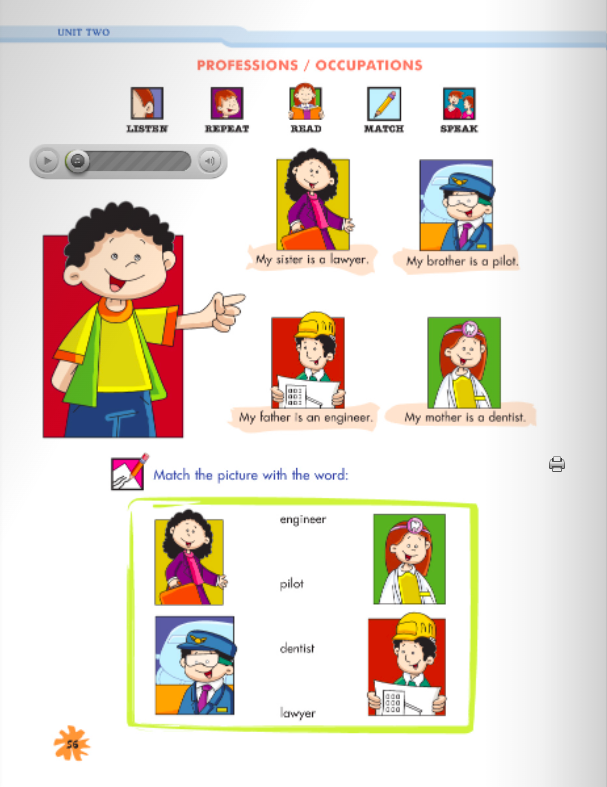 UNIT TWO
PROFESSIONS / OCCUPATIONS
LISTEN REPEAT READ MATCH SPEAK
My sister is a lawyer. My brother is a pilot.
My father is an engineer. My mother is a dentist.
Match the picture with the word:
engineer
pilot
dentist
lawyer
56